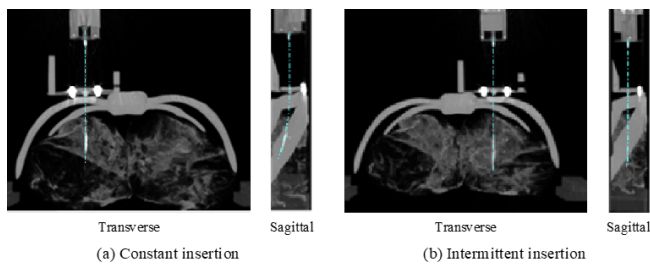 Transverse
Sagittal
Transverse
Sagittal
(a) Constant insertion
(b) Intermittent insertion